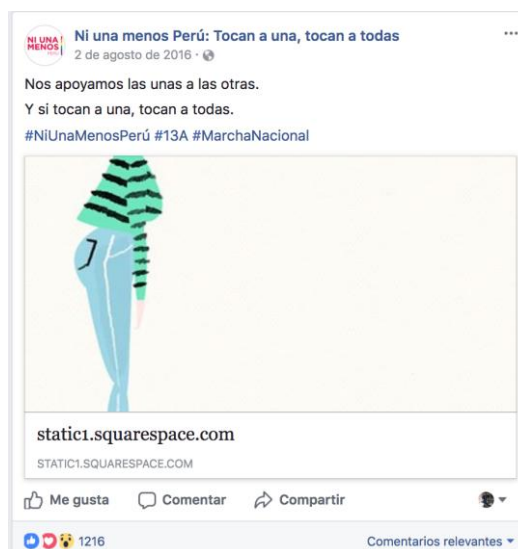 NI UNA
MENOS
PERÚ
Ni una menos Perú: Tocan a una, tocan a todas
2 de agosto de 2016 ·
Nos apoyamos las unas a las otras.
Y si tocan a una, tocan a todas.
#NiUnaMenosPerú #13A #MarchaNacional
static1.squarespace.com
STATIC1.SQUARESPACE.COM
Me gusta Comentar Compartir
1216 Comentarios relevantes